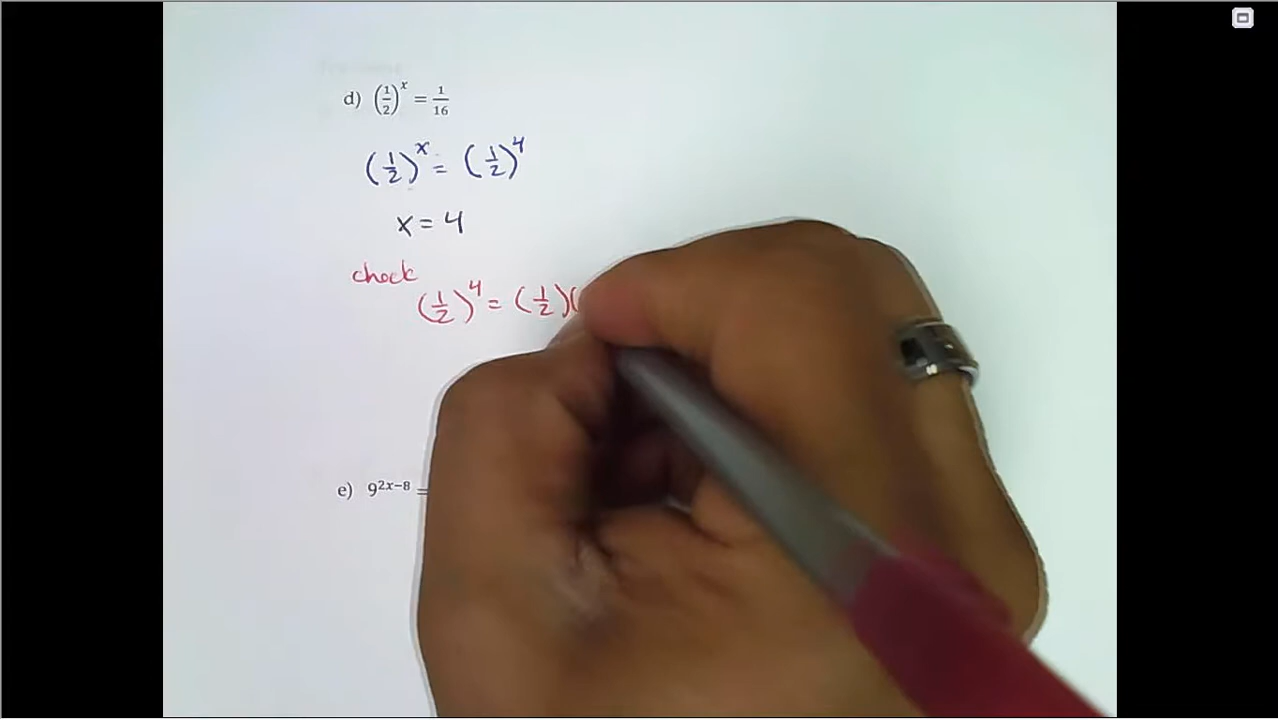 d) (1/2)^x = 1/16
(1/2)^x = (1/2)^4
x = 4
check
(1/2)^4 = (1/2)(
e) 9^{2x−8} =